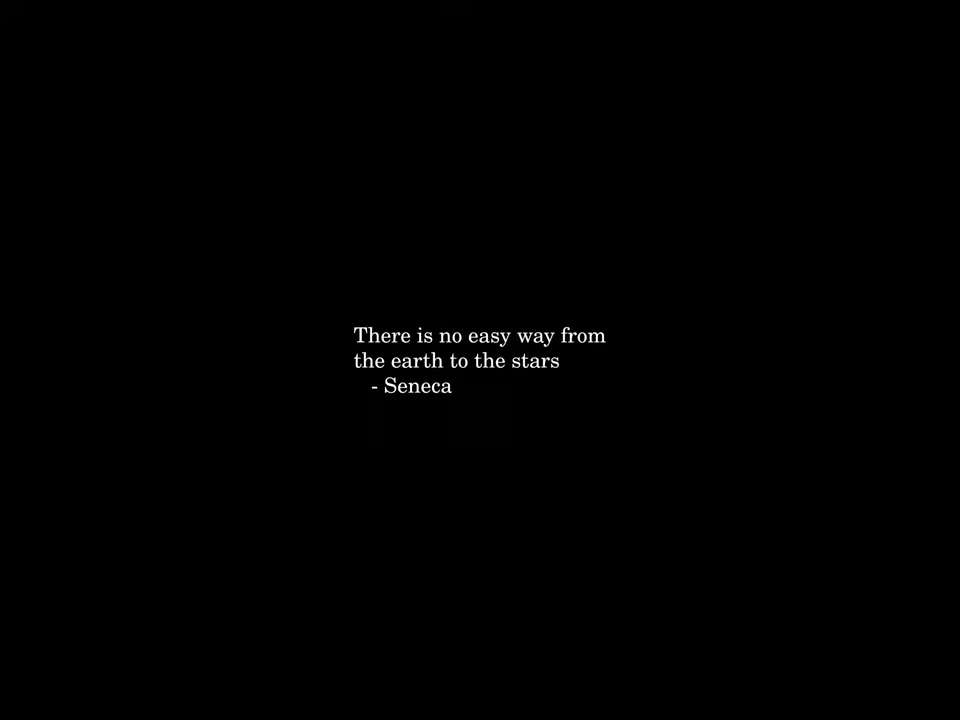 There is no easy way from
the earth to the stars
- Seneca